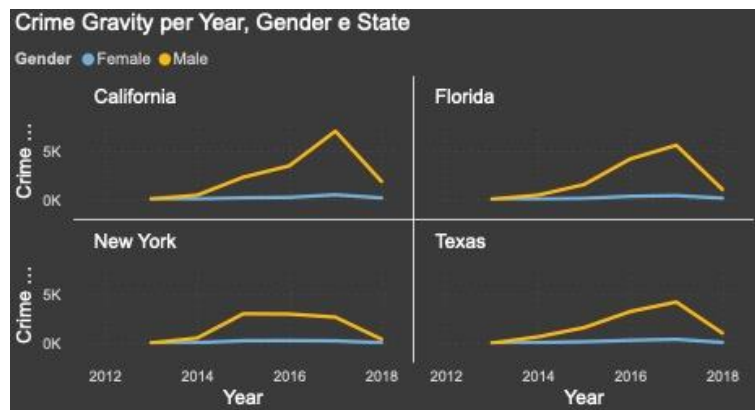 Crime Gravity per Year, Gender e State
Gender Female Male
California
Florida
Crime ...
5K
0K
New York
Texas
Crime ...
5K
0K
2012 2014 2016 2018 2012 2014 2016 2018
Year Year